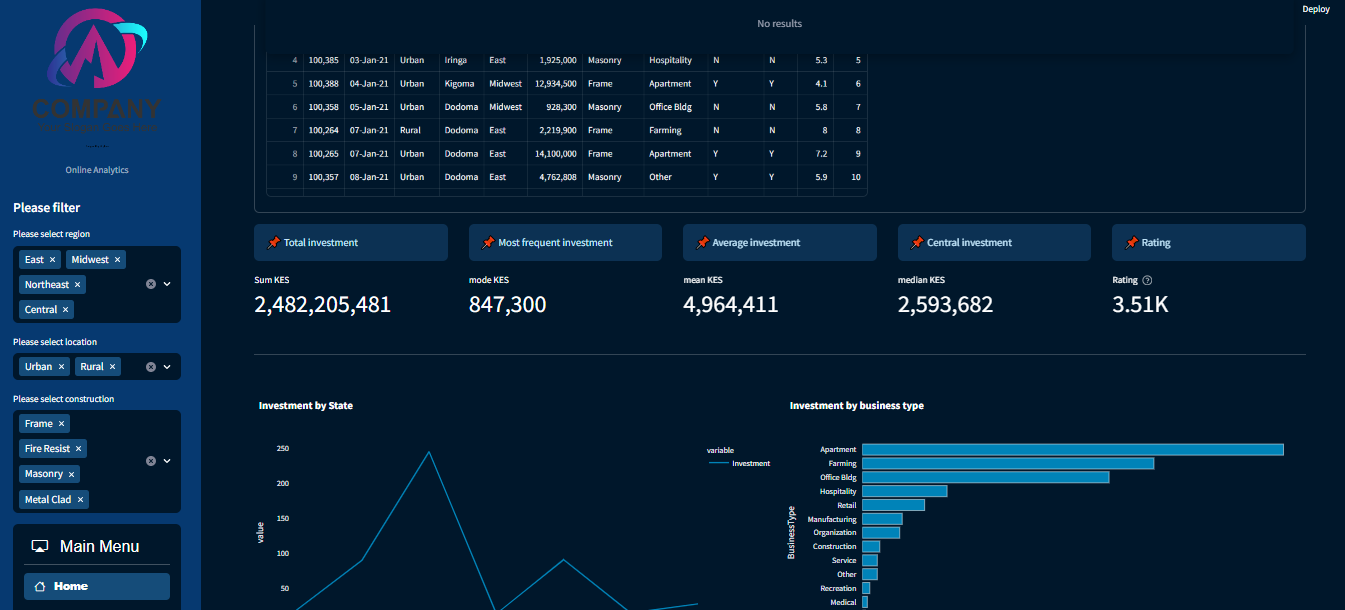 COMPANY
Online Analytics
Please filter
Please select region
East × Midwest ×
Northeast ×
Central ×
Please select location
Urban × Rural ×
Please select construction
Frame ×
Fire Resist ×
Masonry ×
Metal Clad ×
Main Menu
Home
Deploy
No results
4 100,385 03-Jan-21 Urban Iringa East 1,925,000 Masonry Hospitality N N 5.3 5
5 100,388 04-Jan-21 Urban Kigoma Midwest 12,934,500 Frame Apartment Y Y 4.1 6
6 100,358 05-Jan-21 Urban Dodoma Midwest 928,300 Masonry Office Bldg N N 5.8 7
7 100,264 07-Jan-21 Rural Dodoma East 2,219,900 Frame Farming N N 8 8
8 100,265 07-Jan-21 Urban Dodoma East 14,100,000 Frame Apartment Y Y 7.2 9
9 100,357 08-Jan-21 Urban Dodoma East 4,762,808 Masonry Other Y Y 5.9 10
Total investment
Sum KES
2,482,205,481
Most frequent investment
mode KES
847,300
Average investment
mean KES
4,964,411
Central investment
median KES
2,593,682
Rating
Rating
3.51K
Investment by State
250
200
150
100
50
value
variable
Investment
Investment by business type
BusinessType
Apartment
Farming
Office Bldg
Hospitality
Retail
Manufacturing
Organization
Construction
Service
Other
Recreation
Medical